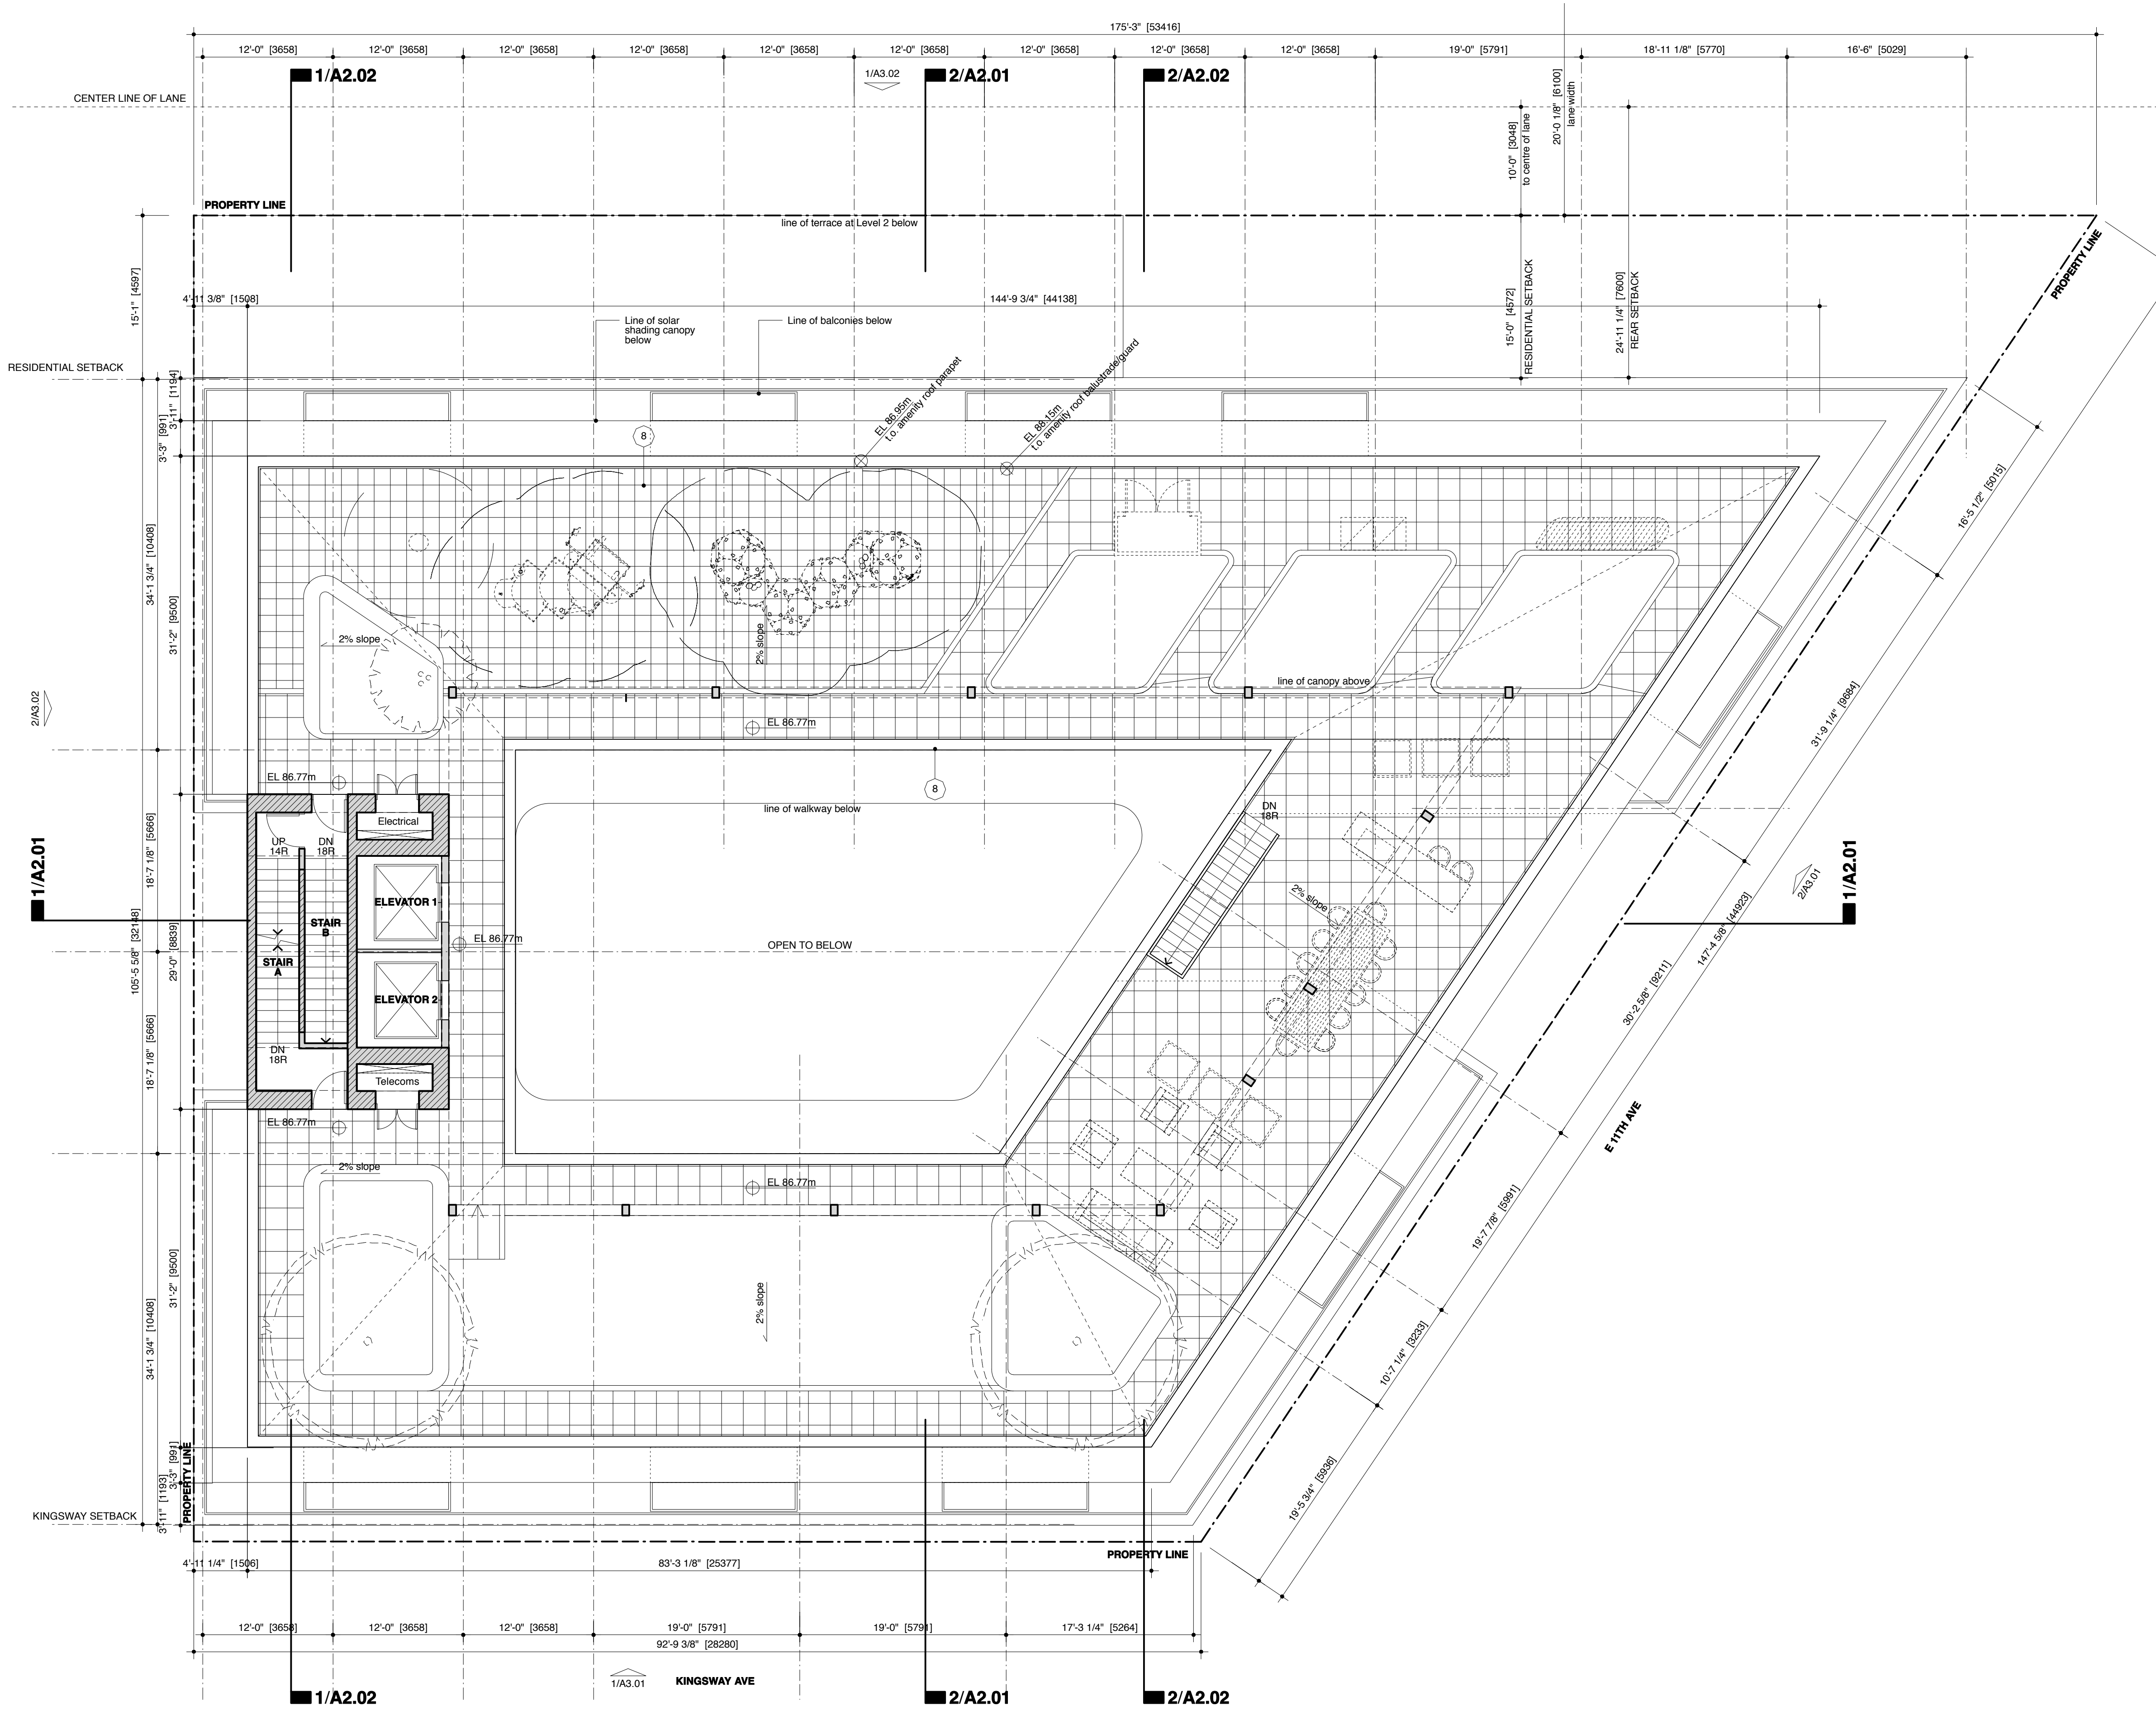 175'-3" [53416]
12'-0" [3658]
12'-0" [3658]
12'-0" [3658]
12'-0" [3658]
12'-0" [3658]
12'-0" [3658]
12'-0" [3658]
12'-0" [3658]
12'-0" [3658]
19'-0" [5791]
18'-11 1/8" [5770]
16'-6" [5029]
1/A2.02
1/A3.02
2/A2.01
2/A2.02
CENTER LINE OF LANE
10'-0" [3048]
to centre of lane
20'-0 1/8" [6100]
lane width
PROPERTY LINE
line of terrace at Level 2 below
PROPERTY LINE
15'-1" [4597]
4'-11 3/8" [1508]
144'-9 3/4" [44138]
15'-0" [4572]
RESIDENTIAL SETBACK
24'-11 1/4" [7600]
REAR SETBACK
Line of solar
shading canopy
below
Line of balconies below
RESIDENTIAL SETBACK
3'-11" [1194]
3'-3" [991]
EL 86.95m
t.o. amenity roof parapet
EL 88.15m
t.o. amenity roof balustrade/guard
8
16'-5 1/2" [5015]
34'-1 3/4" [10408]
31'-2" [9500]
2% slope
2% slope
line of canopy above
2/A3.02
EL 86.77m
31'-9 1/4" [9684]
EL 86.77m
8
line of walkway below
DN
18R
Electrical
UP
14R
DN
18R
18'-7 1/8" [5666]
1/A2.01
1/A2.01
2/A3.01
ELEVATOR 1
2% slope
STAIR
B
EL 86.77m
OPEN TO BELOW
STAIR
A
105'-5 5/8" [32148]
29'-0" [8839]
147'-4 5/8" [44923]
30'-2 5/8" [9211]
ELEVATOR 2
18'-7 1/8" [5666]
DN
18R
Telecoms
EL 86.77m
E 11TH AVE
2% slope
EL 86.77m
19'-7 7/8" [5991]
31'-2" [9500]
34'-1 3/4" [10408]
2% slope
10'-7 1/4" [3233]
3'-3" [991]
3'-11" [1193]
PROPERTY LINE
19'-5 3/4" [5936]
KINGSWAY SETBACK
PROPERTY LINE
4'-11 1/4" [1506]
83'-3 1/8" [25377]
12'-0" [3658]
12'-0" [3658]
12'-0" [3658]
19'-0" [5791]
19'-0" [5791]
17'-3 1/4" [5264]
92'-9 3/8" [28280]
1/A3.01
KINGSWAY AVE
1/A2.02
2/A2.01
2/A2.02